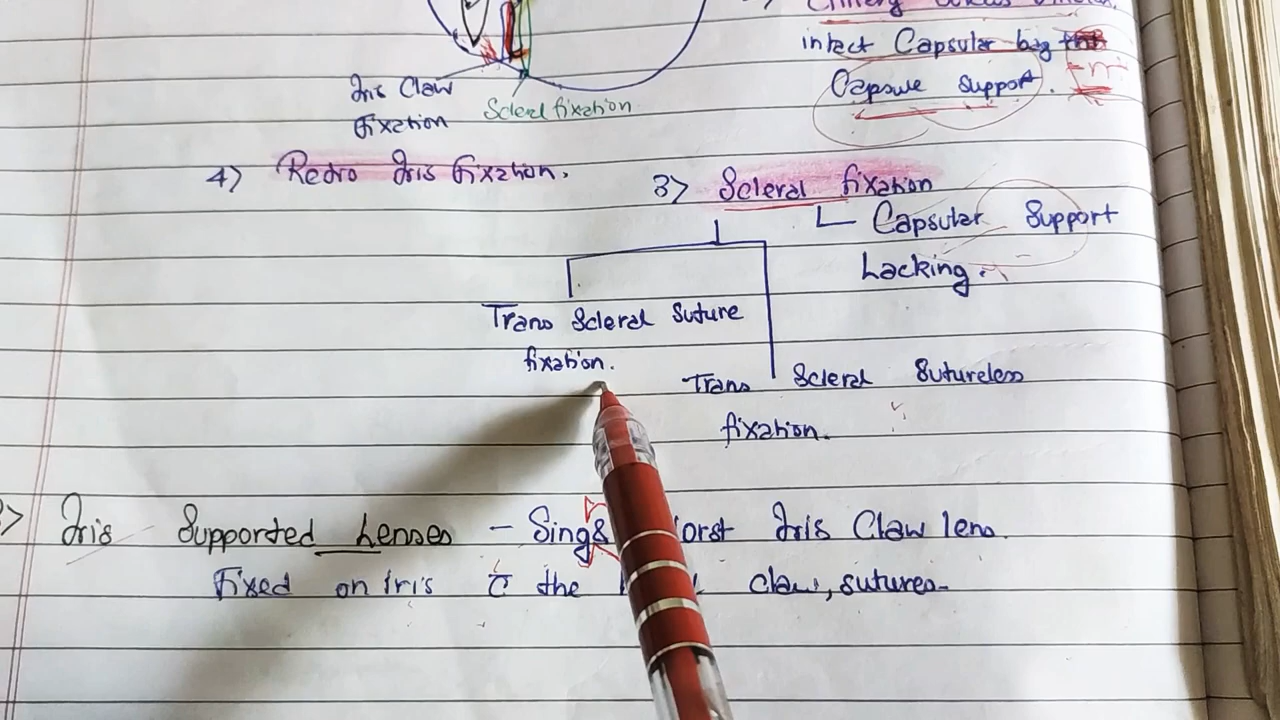 intact Capsular bag
Capsule support.
Iris Claw
fixation
Scleral fixation
4) Retro Iris fixation.
3) Scleral fixation
Capsular Support
Lacking.
Trans Scleral Suture
fixation.
Trans Scleral Sutureless
fixation.
Iris Supported Lenses - Sing & orst Iris Claw lens.
Fixed on iris c̄ the claw, sutures-